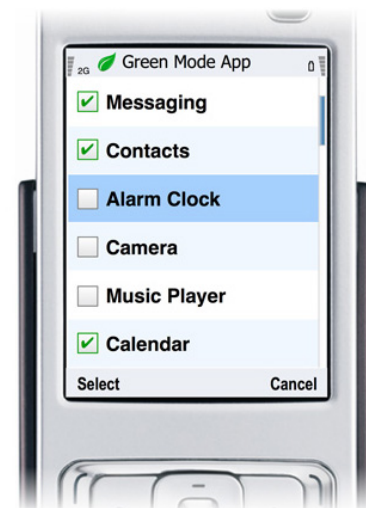 2G Green Mode App
Messaging
Contacts
Alarm Clock
Camera
Music Player
Calendar
Select Cancel